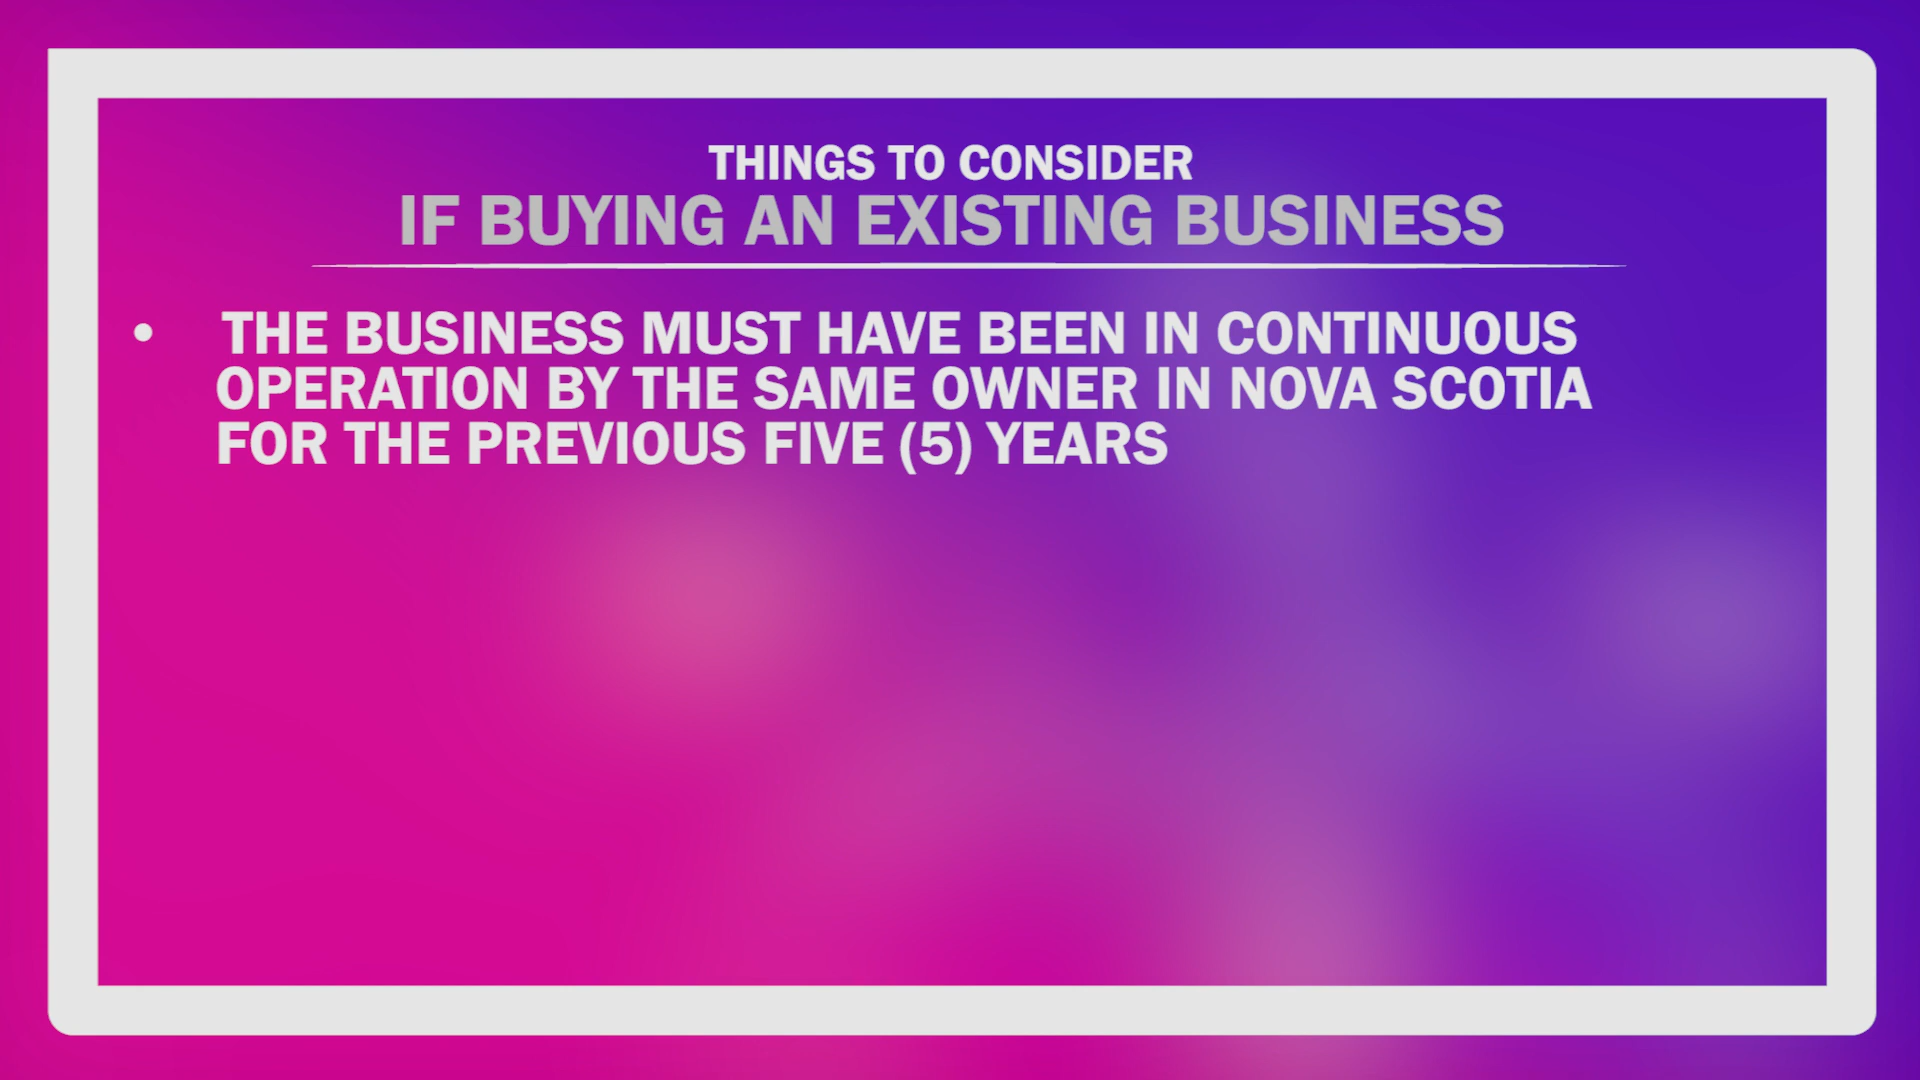 THINGS TO CONSIDER
IF BUYING AN EXISTING BUSINESS
• THE BUSINESS MUST HAVE BEEN IN CONTINUOUS
OPERATION BY THE SAME OWNER IN NOVA SCOTIA
FOR THE PREVIOUS FIVE (5) YEARS